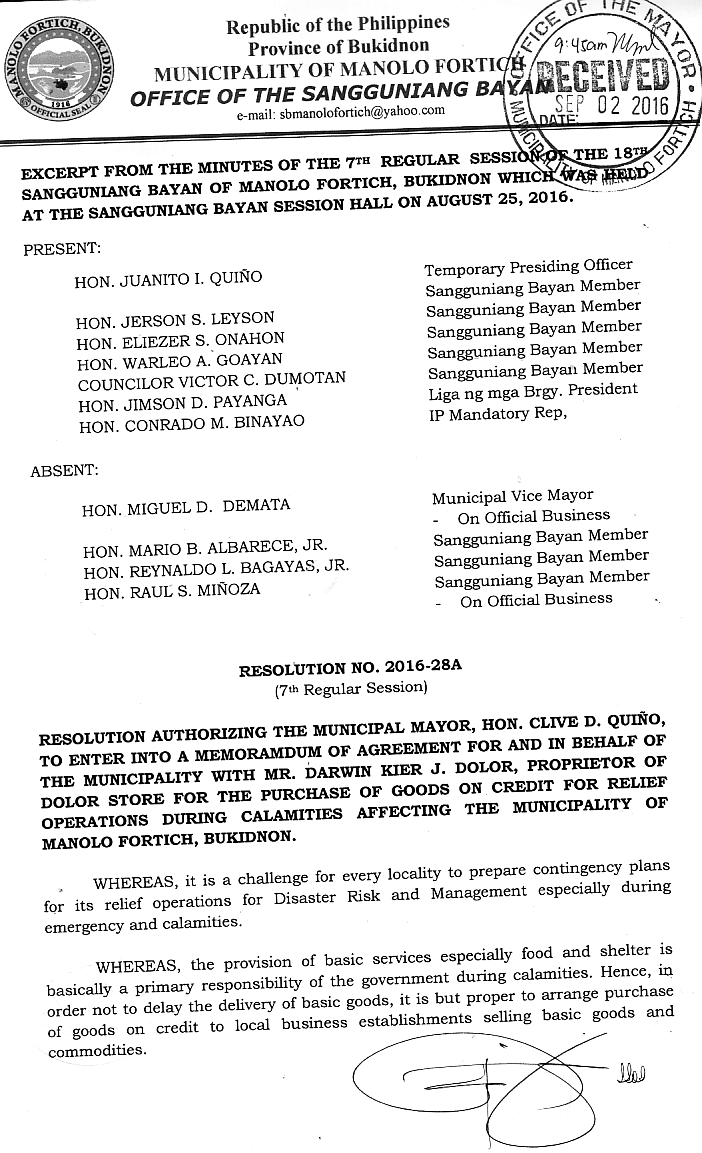 Republic of the Philippines
Province of Bukidnon
MUNICIPALITY OF MANOLO FORTICH
OFFICE OF THE SANGGUNIANG BAYAN
e-mail: sbmanolofortich@yahoo.com
MANOLO FORTICH, BUKIDNON
1916
OFFICIAL SEAL
OFFICE OF THE MAYOR
9:45am
RECEIVED
SEP 02 2016
DATE:
MUNICIPALITY OF MANOLO FORTICH
EXCERPT FROM THE MINUTES OF THE 7TH REGULAR SESSION OF THE 18TH
SANGGUNIANG BAYAN OF MANOLO FORTICH, BUKIDNON WHICH WAS HELD
AT THE SANGGUNIANG BAYAN SESSION HALL ON AUGUST 25, 2016.
PRESENT:
HON. JUANITO I. QUIÑO Temporary Presiding Officer
Sangguniang Bayan Member
HON. JERSON S. LEYSON Sangguniang Bayan Member
HON. ELIEZER S. ONAHON Sangguniang Bayan Member
HON. WARLEO A. GOAYAN Sangguniang Bayan Member
COUNCILOR VICTOR C. DUMOTAN Sangguniang Bayan Member
HON. JIMSON D. PAYANGA Liga ng mga Brgy. President
HON. CONRADO M. BINAYAO IP Mandatory Rep,
ABSENT:
HON. MIGUEL D. DEMATA Municipal Vice Mayor
- On Official Business
HON. MARIO B. ALBARECE, JR. Sangguniang Bayan Member
HON. REYNALDO L. BAGAYAS, JR. Sangguniang Bayan Member
HON. RAUL S. MIÑOZA Sangguniang Bayan Member
- On Official Business
RESOLUTION NO. 2016-28A
(7th Regular Session)
RESOLUTION AUTHORIZING THE MUNICIPAL MAYOR, HON. CLIVE D. QUIÑO,
TO ENTER INTO A MEMORAMDUM OF AGREEMENT FOR AND IN BEHALF OF
THE MUNICIPALITY WITH MR. DARWIN KIER J. DOLOR, PROPRIETOR OF
DOLOR STORE FOR THE PURCHASE OF GOODS ON CREDIT FOR RELIEF
OPERATIONS DURING CALAMITIES AFFECTING THE MUNICIPALITY OF
MANOLO FORTICH, BUKIDNON.
WHEREAS, it is a challenge for every locality to prepare contingency plans
for its relief operations for Disaster Risk and Management especially during
emergency and calamities.
WHEREAS, the provision of basic services especially food and shelter is
basically a primary responsibility of the government during calamities. Hence, in
order not to delay the delivery of basic goods, it is but proper to arrange purchase
of goods on credit to local business establishments selling basic goods and
commodities.